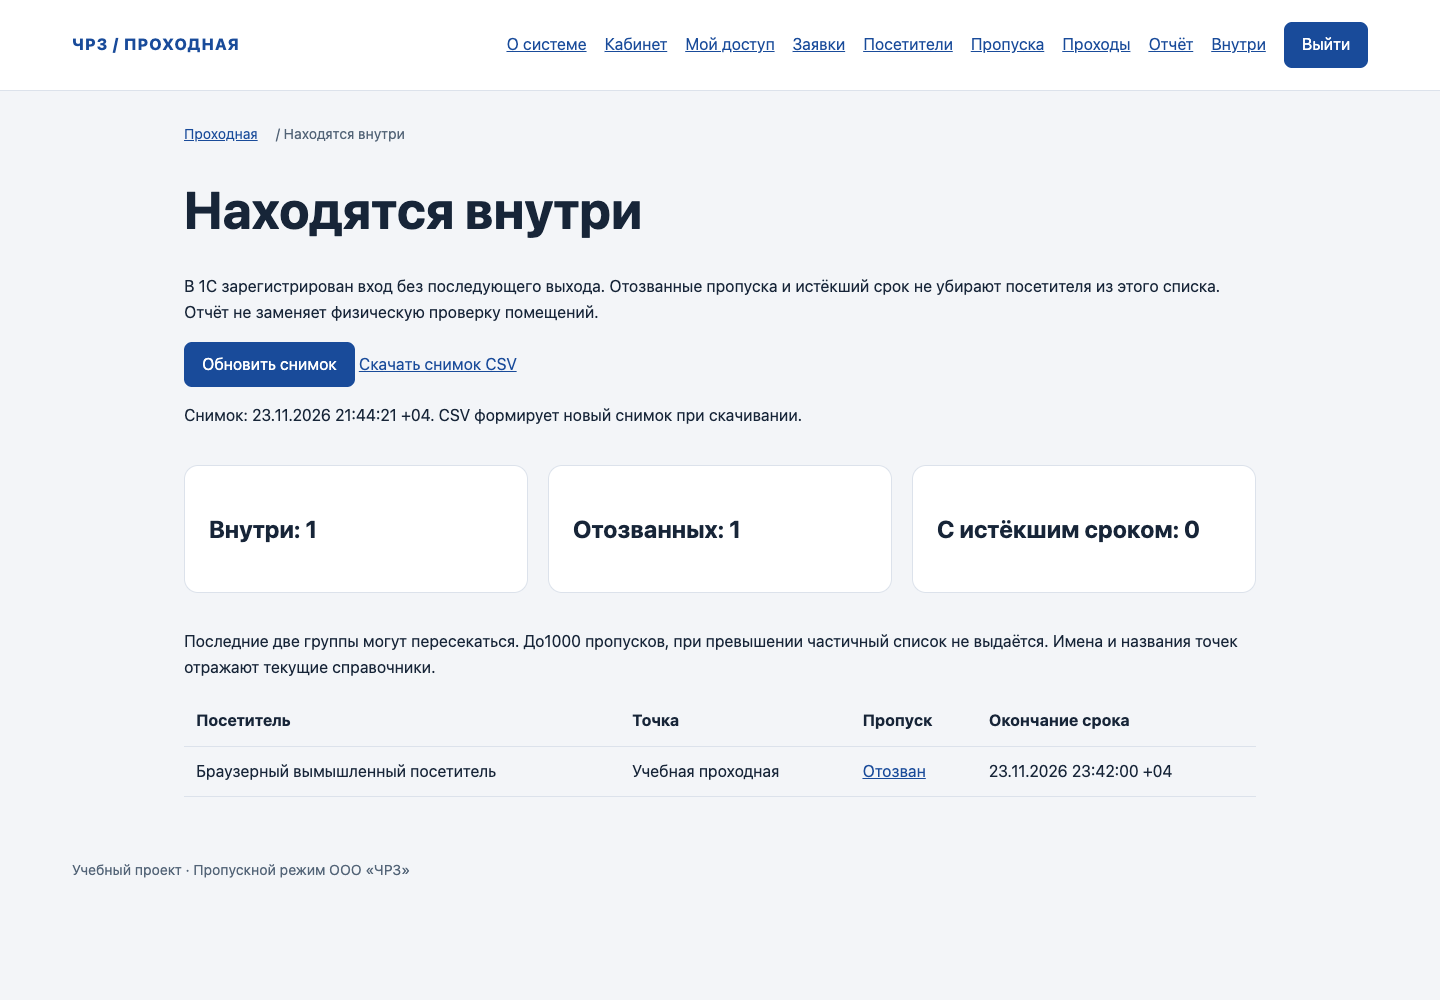 ЧРЗ / ПРОХОДНАЯ
О системе Кабинет Мой доступ Заявки Посетители Пропуска Проходы Отчёт Внутри Выйти
Проходная / Находятся внутри
Находятся внутри
В 1С зарегистрирован вход без последующего выхода. Отозванные пропуска и истёкший срок не убирают посетителя из этого списка.
Отчёт не заменяет физическую проверку помещений.
Обновить снимок Скачать снимок CSV
Снимок: 23.11.2026 21:44:21 +04. CSV формирует новый снимок при скачивании.
Внутри: 1 Отозванных: 1 С истёкшим сроком: 0
Последние две группы могут пересекаться. До1000 пропусков, при превышении частичный список не выдаётся. Имена и названия точек
отражают текущие справочники.
Посетитель Точка Пропуск Окончание срока
Браузерный вымышленный посетитель Учебная проходная Отозван 23.11.2026 23:42:00 +04
Учебный проект · Пропускной режим ООО «ЧРЗ»